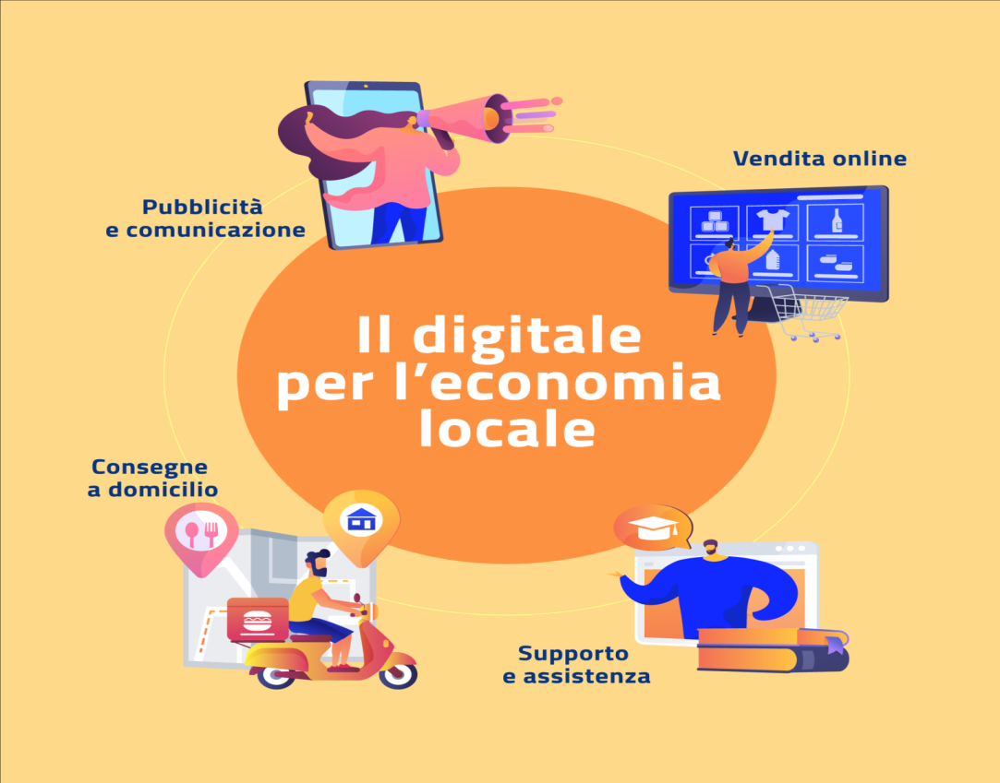 Vendita online
Pubblicità
e comunicazione
Il digitale
per l’economia
locale
Consegne
a domicilio
Supporto
e assistenza